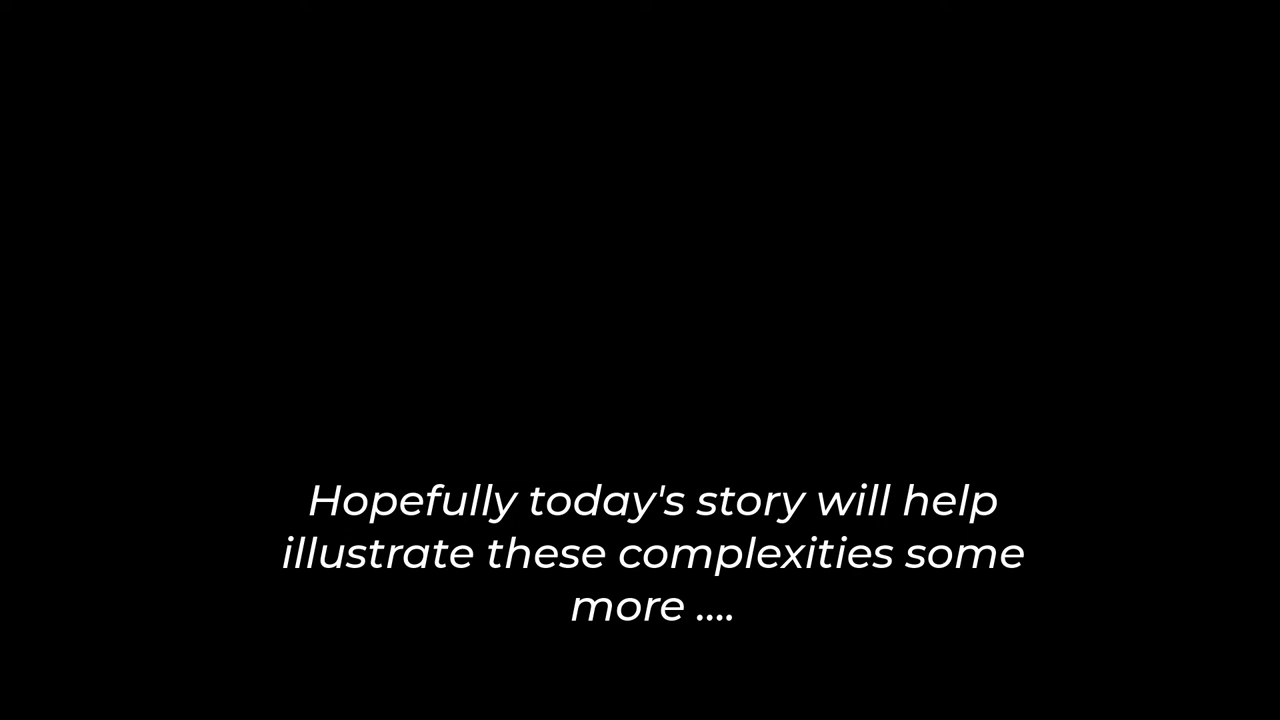 Hopefully today's story will help
illustrate these complexities some
more ....